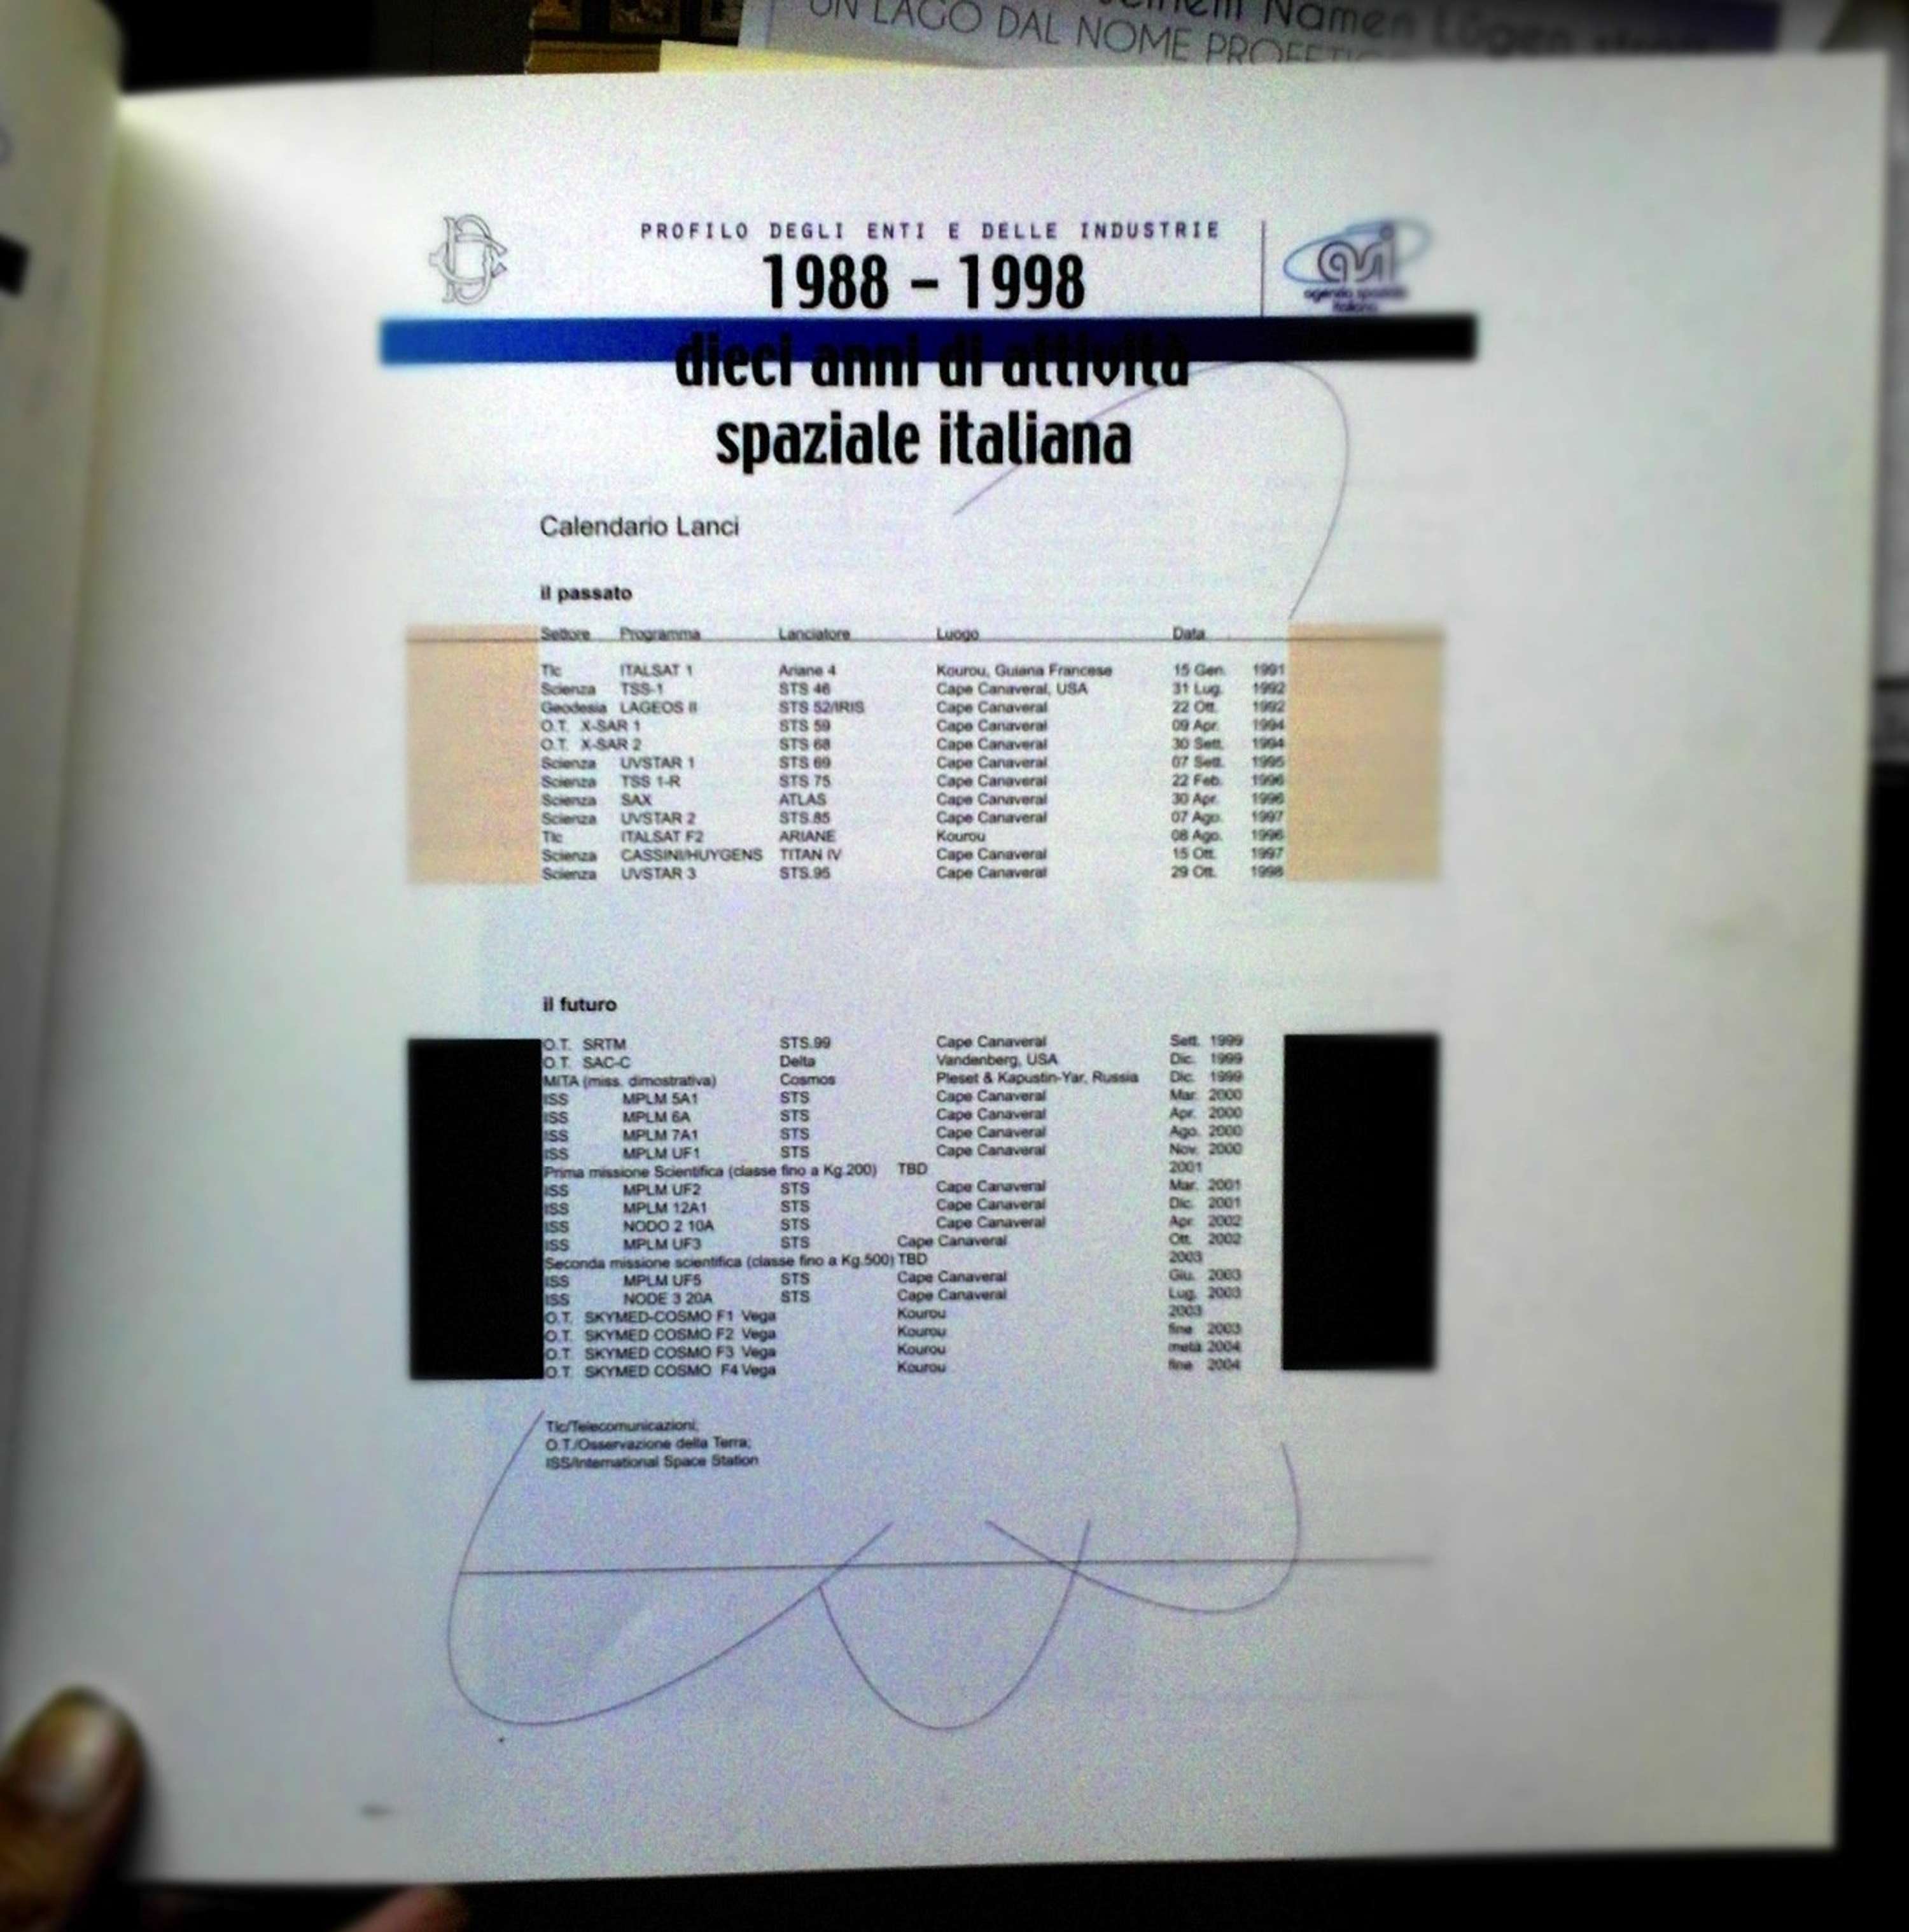 einem Namen Lügen
UN LAGO DAL NOME PROFETIC
PROFILO DEGLI ENTI E DELLE INDUSTRIE
1988 – 1998
asi
agenzia spaziale
italiana
dieci anni di attività
spaziale italiana
Calendario Lanci
il passato
Settore Programma Lanciatore Luogo Data
Tlc ITALSAT 1 Ariane 4 Kourou, Guiana Francese 15 Gen. 1991
Scienza TSS-1 STS 46 Cape Canaveral, USA 31 Lug. 1992
Geodesia LAGEOS II STS 52/IRIS Cape Canaveral 22 Ott. 1992
O.T. X-SAR 1 STS 59 Cape Canaveral 09 Apr. 1994
O.T. X-SAR 2 STS 68 Cape Canaveral 30 Sett. 1994
Scienza UVSTAR 1 STS 69 Cape Canaveral 07 Sett. 1995
Scienza TSS 1-R STS 75 Cape Canaveral 22 Feb. 1996
Scienza SAX ATLAS Cape Canaveral 30 Apr. 1996
Scienza UVSTAR 2 STS.85 Cape Canaveral 07 Ago. 1997
Tlc ITALSAT F2 ARIANE Kourou 08 Ago. 1996
Scienza CASSINI/HUYGENS TITAN IV Cape Canaveral 15 Ott. 1997
Scienza UVSTAR 3 STS.95 Cape Canaveral 29 Ott. 1998
il futuro
O.T. SRTM STS.99 Cape Canaveral Sett. 1999
O.T. SAC-C Delta Vandenberg, USA Dic. 1999
MITA (miss. dimostrativa) Cosmos Pleset & Kapustin-Yar, Russia Dic. 1999
ISS MPLM 5A1 STS Cape Canaveral Mar. 2000
ISS MPLM 6A STS Cape Canaveral Apr. 2000
ISS MPLM 7A1 STS Cape Canaveral Ago. 2000
ISS MPLM UF1 STS Cape Canaveral Nov. 2000
Prima missione Scientifica (classe fino a Kg.200) TBD 2001
ISS MPLM UF2 STS Cape Canaveral Mar. 2001
ISS MPLM 12A1 STS Cape Canaveral Dic. 2001
ISS NODO 2 10A STS Cape Canaveral Apr. 2002
ISS MPLM UF3 STS Cape Canaveral Ott. 2002
Seconda missione scientifica (classe fino a Kg.500) TBD 2003
ISS MPLM UF5 STS Cape Canaveral Giu. 2003
ISS NODE 3 20A STS Cape Canaveral Lug. 2003
O.T. SKYMED-COSMO F1 Vega Kourou 2003
O.T. SKYMED COSMO F2 Vega Kourou fine 2003
O.T. SKYMED COSMO F3 Vega Kourou metà 2004
O.T. SKYMED COSMO F4 Vega Kourou fine 2004
Tlc/Telecomunicazioni;
O.T./Osservazione della Terra;
ISS/International Space Station